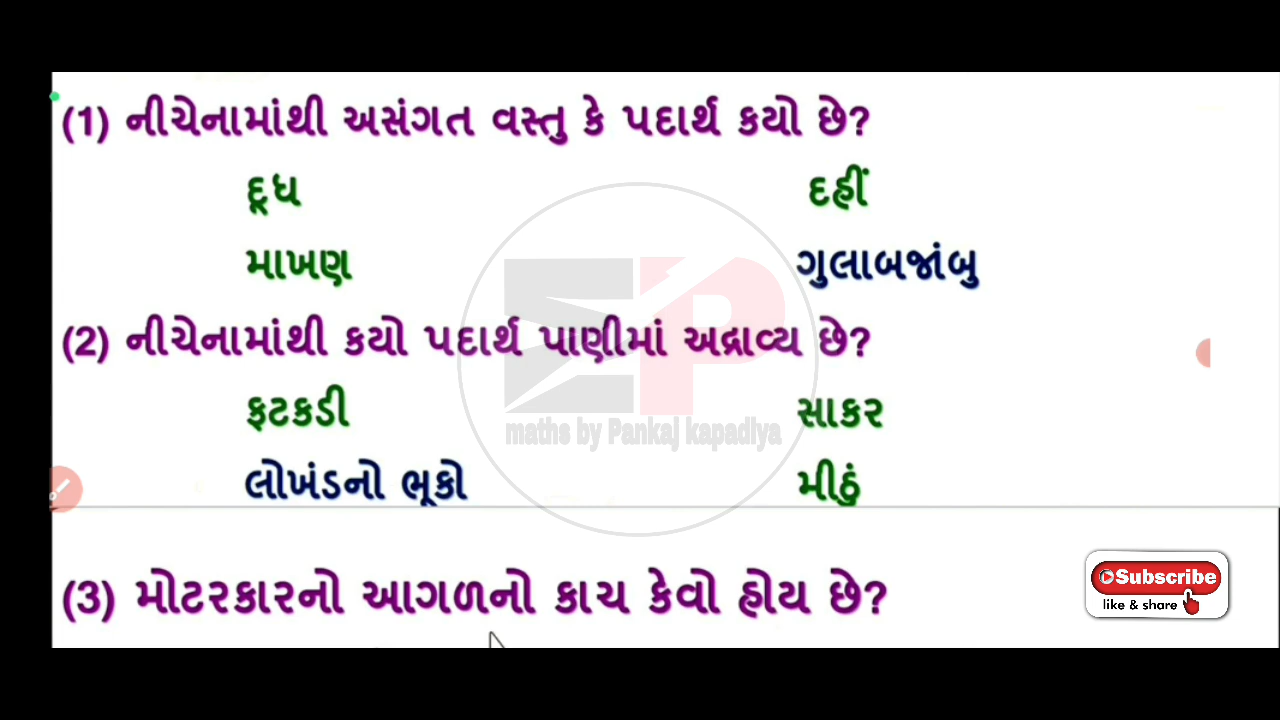 (1) નીચેનામાંથી અસંગત વસ્તુ કે પદાર્થ કયો છે?
દૂધ દહીં
માખણ ગુલાબજાંબુ
(2) નીચેનામાંથી કયો પદાર્થ પાણીમાં અદ્રાવ્ય છે?
ફટકડી સાકર
maths by Pankaj kapadiya
લોખંડનો ભૂકો મીઠું
(3) મોટરકારનો આગળનો કાચ કેવો હોય છે?
Subscribe
like & share